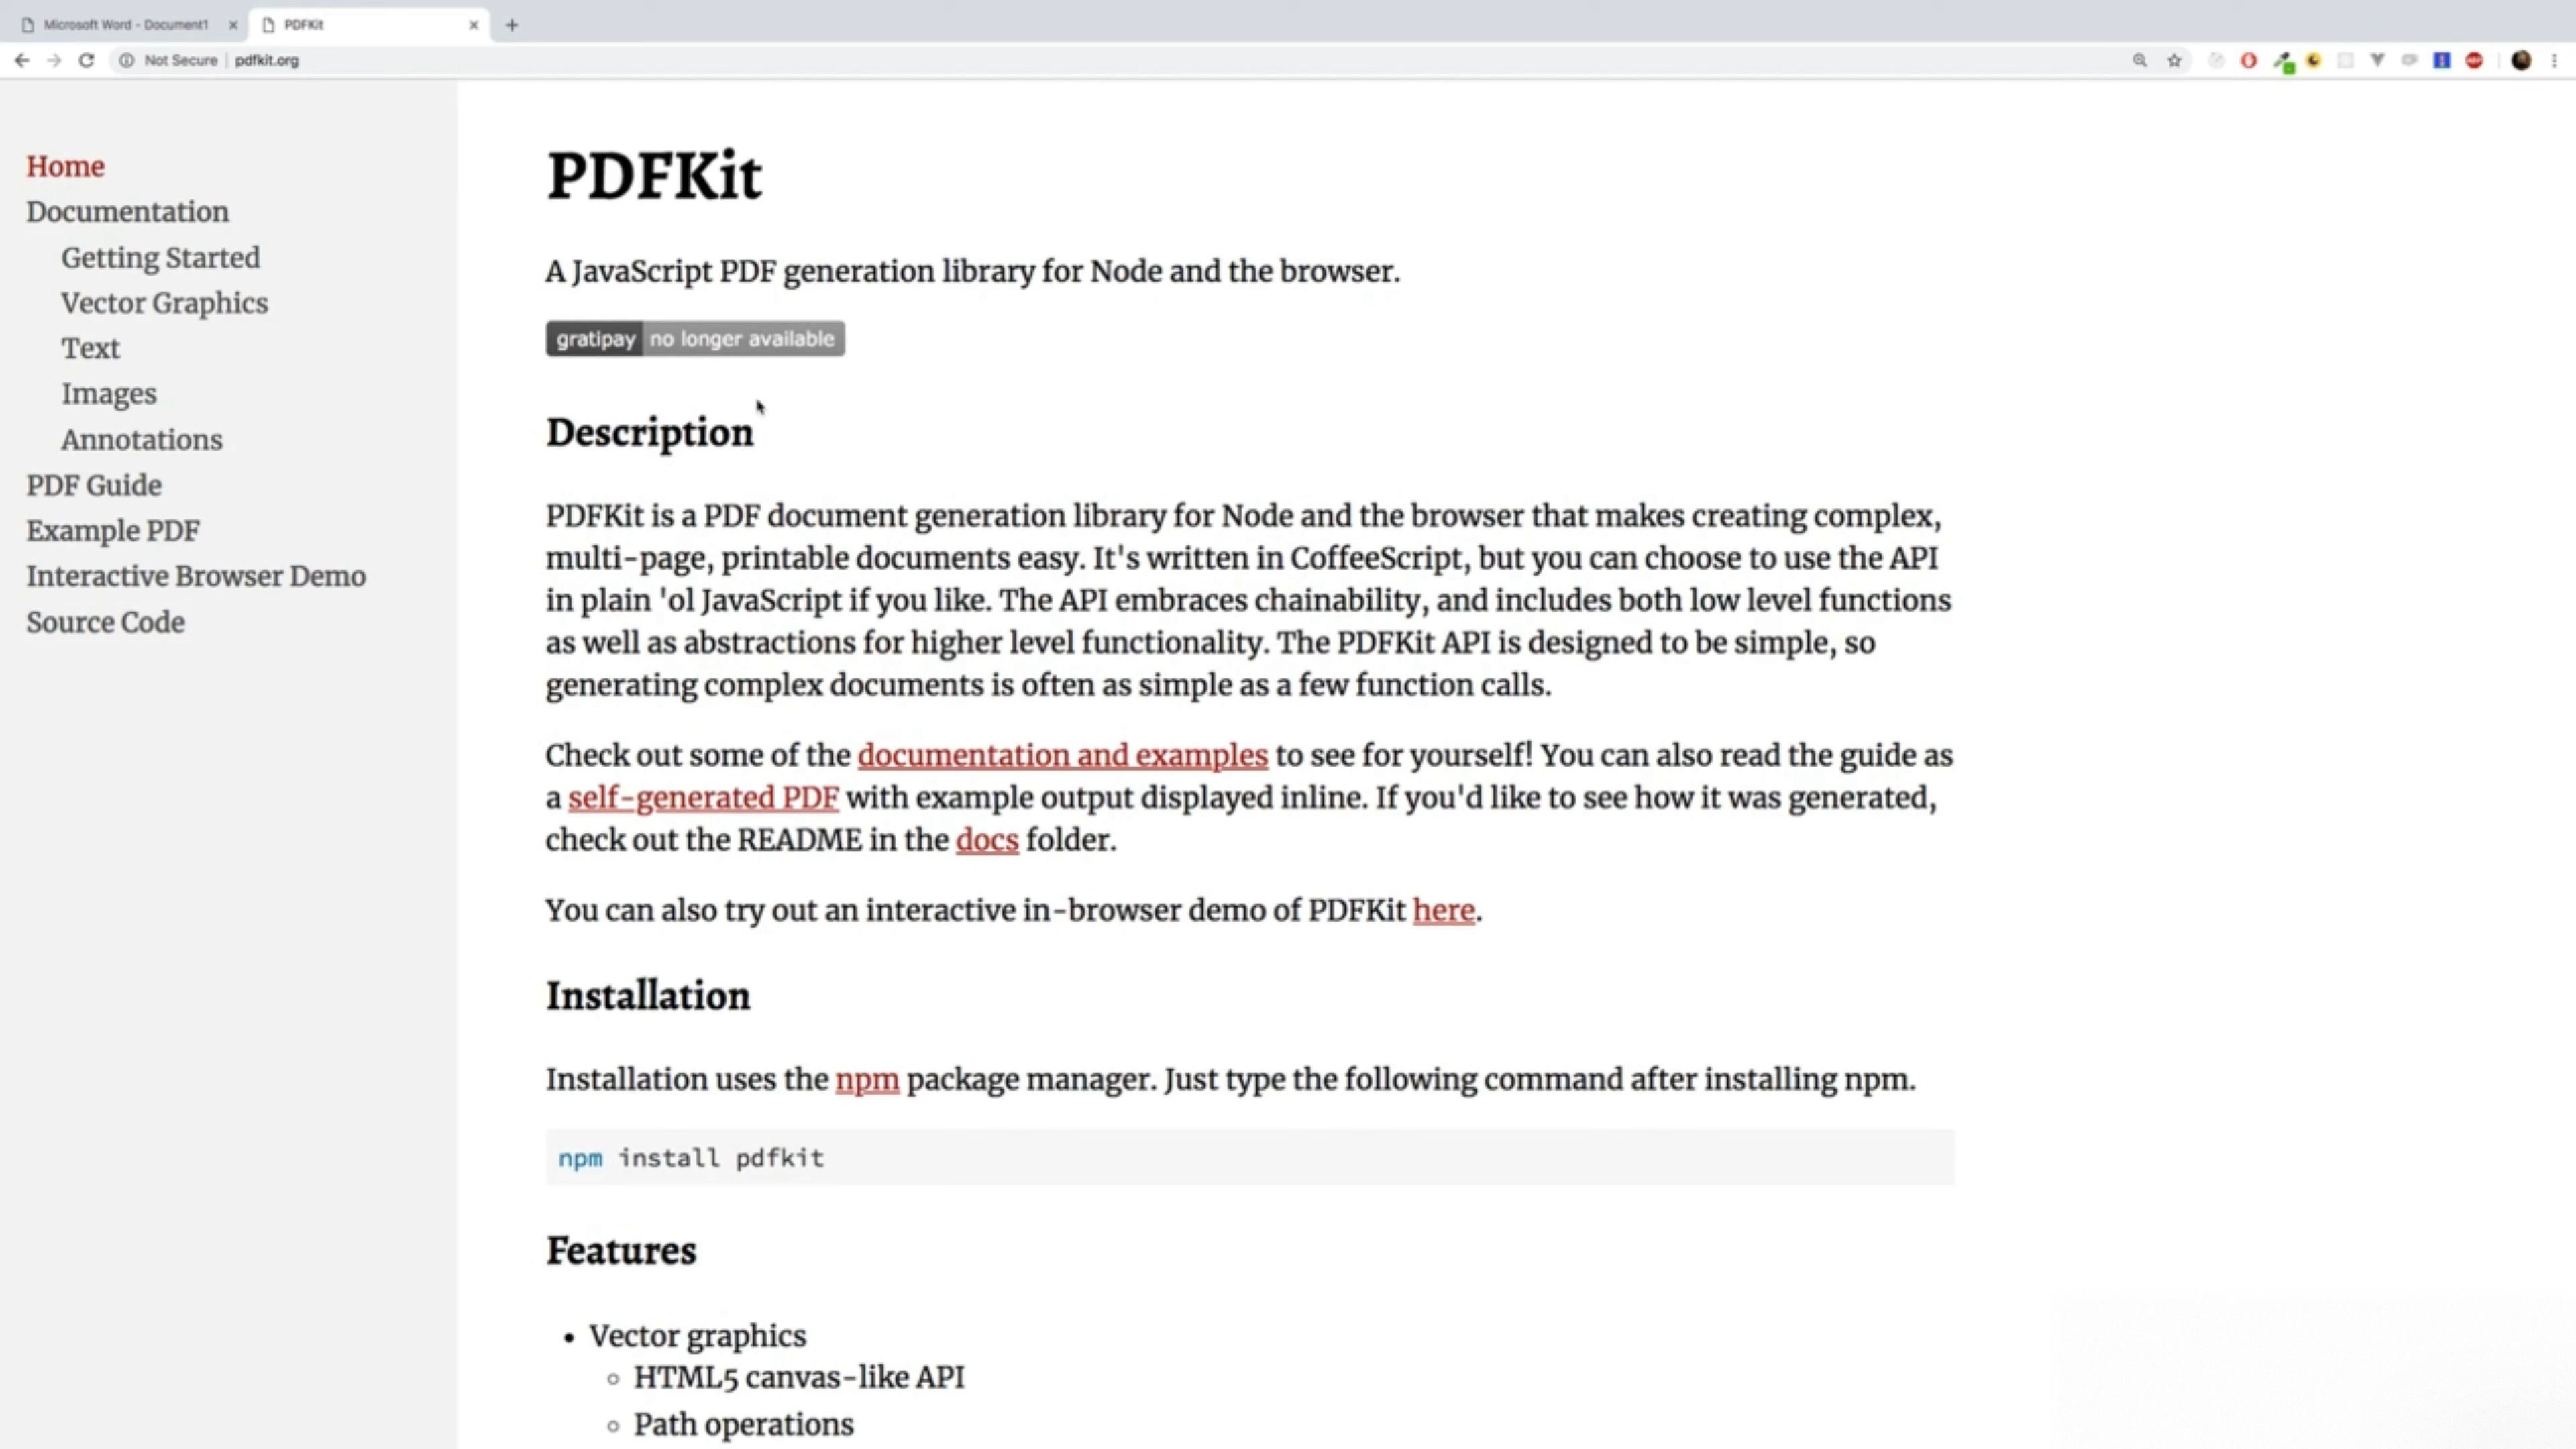 Microsoft Word - Document1
PDFKit
Not Secure | pdfkit.org
Home
Documentation
Getting Started
Vector Graphics
Text
Images
Annotations
PDF Guide
Example PDF
Interactive Browser Demo
Source Code
PDFKit
A JavaScript PDF generation library for Node and the browser.
gratipay no longer available
Description
PDFKit is a PDF document generation library for Node and the browser that makes creating complex,
multi-page, printable documents easy. It's written in CoffeeScript, but you can choose to use the API
in plain 'ol JavaScript if you like. The API embraces chainability, and includes both low level functions
as well as abstractions for higher level functionality. The PDFKit API is designed to be simple, so
generating complex documents is often as simple as a few function calls.
Check out some of the documentation and examples to see for yourself! You can also read the guide as
a self-generated PDF with example output displayed inline. If you'd like to see how it was generated,
check out the README in the docs folder.
You can also try out an interactive in-browser demo of PDFKit here.
Installation
Installation uses the npm package manager. Just type the following command after installing npm.
npm install pdfkit
Features
• Vector graphics
◦ HTML5 canvas-like API
◦ Path operations